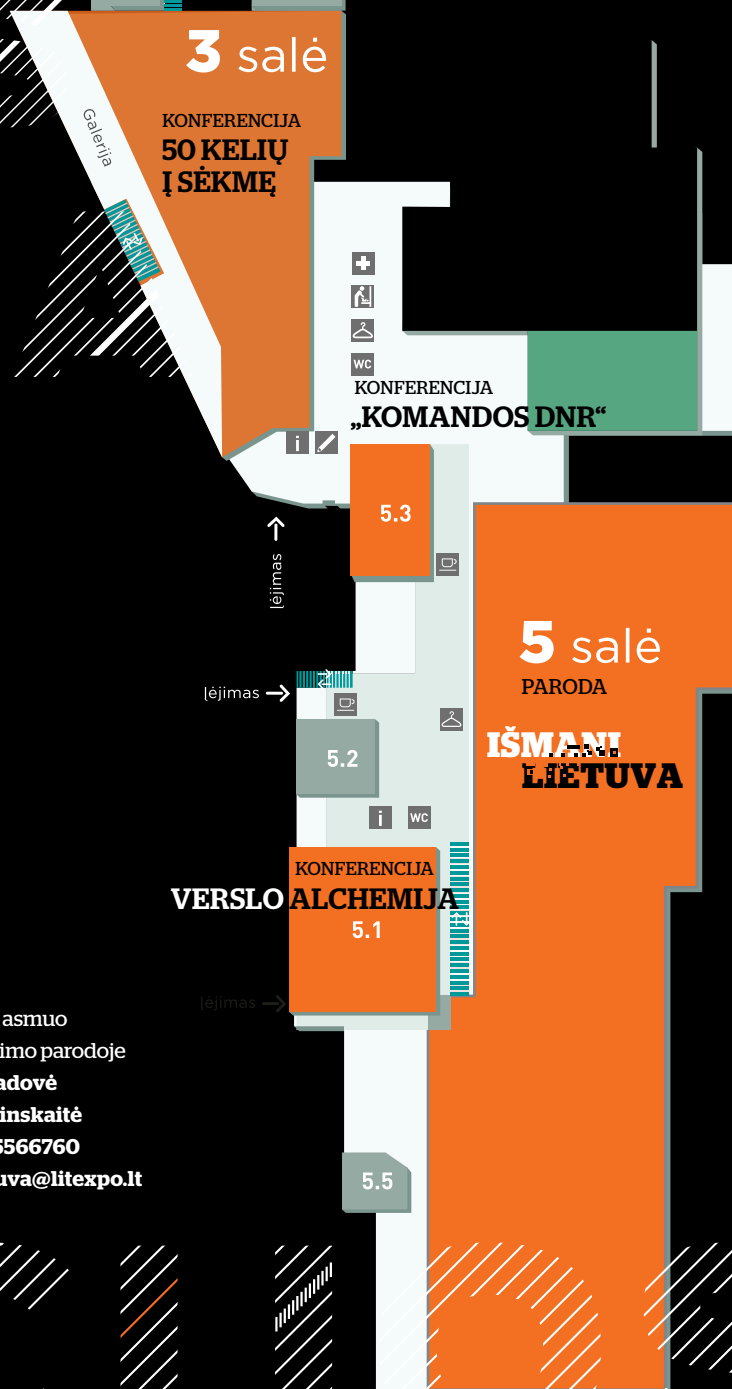 3 salė
Galerija
KONFERENCIJA
50 KELIŲ
Į SĖKMĘ
WC
KONFERENCIJA
„KOMANDOS DNR“
i
5.3
Įėjimas
5 salė
PARODA
Įėjimas
IŠMANI
LIETUVA
5.2
i
WC
KONFERENCIJA
VERSLO ALCHEMIJA
5.1
Įėjimas
asmuo
imo parodoje
adovė
inskaitė
5566760
uva@litexpo.lt
5.5